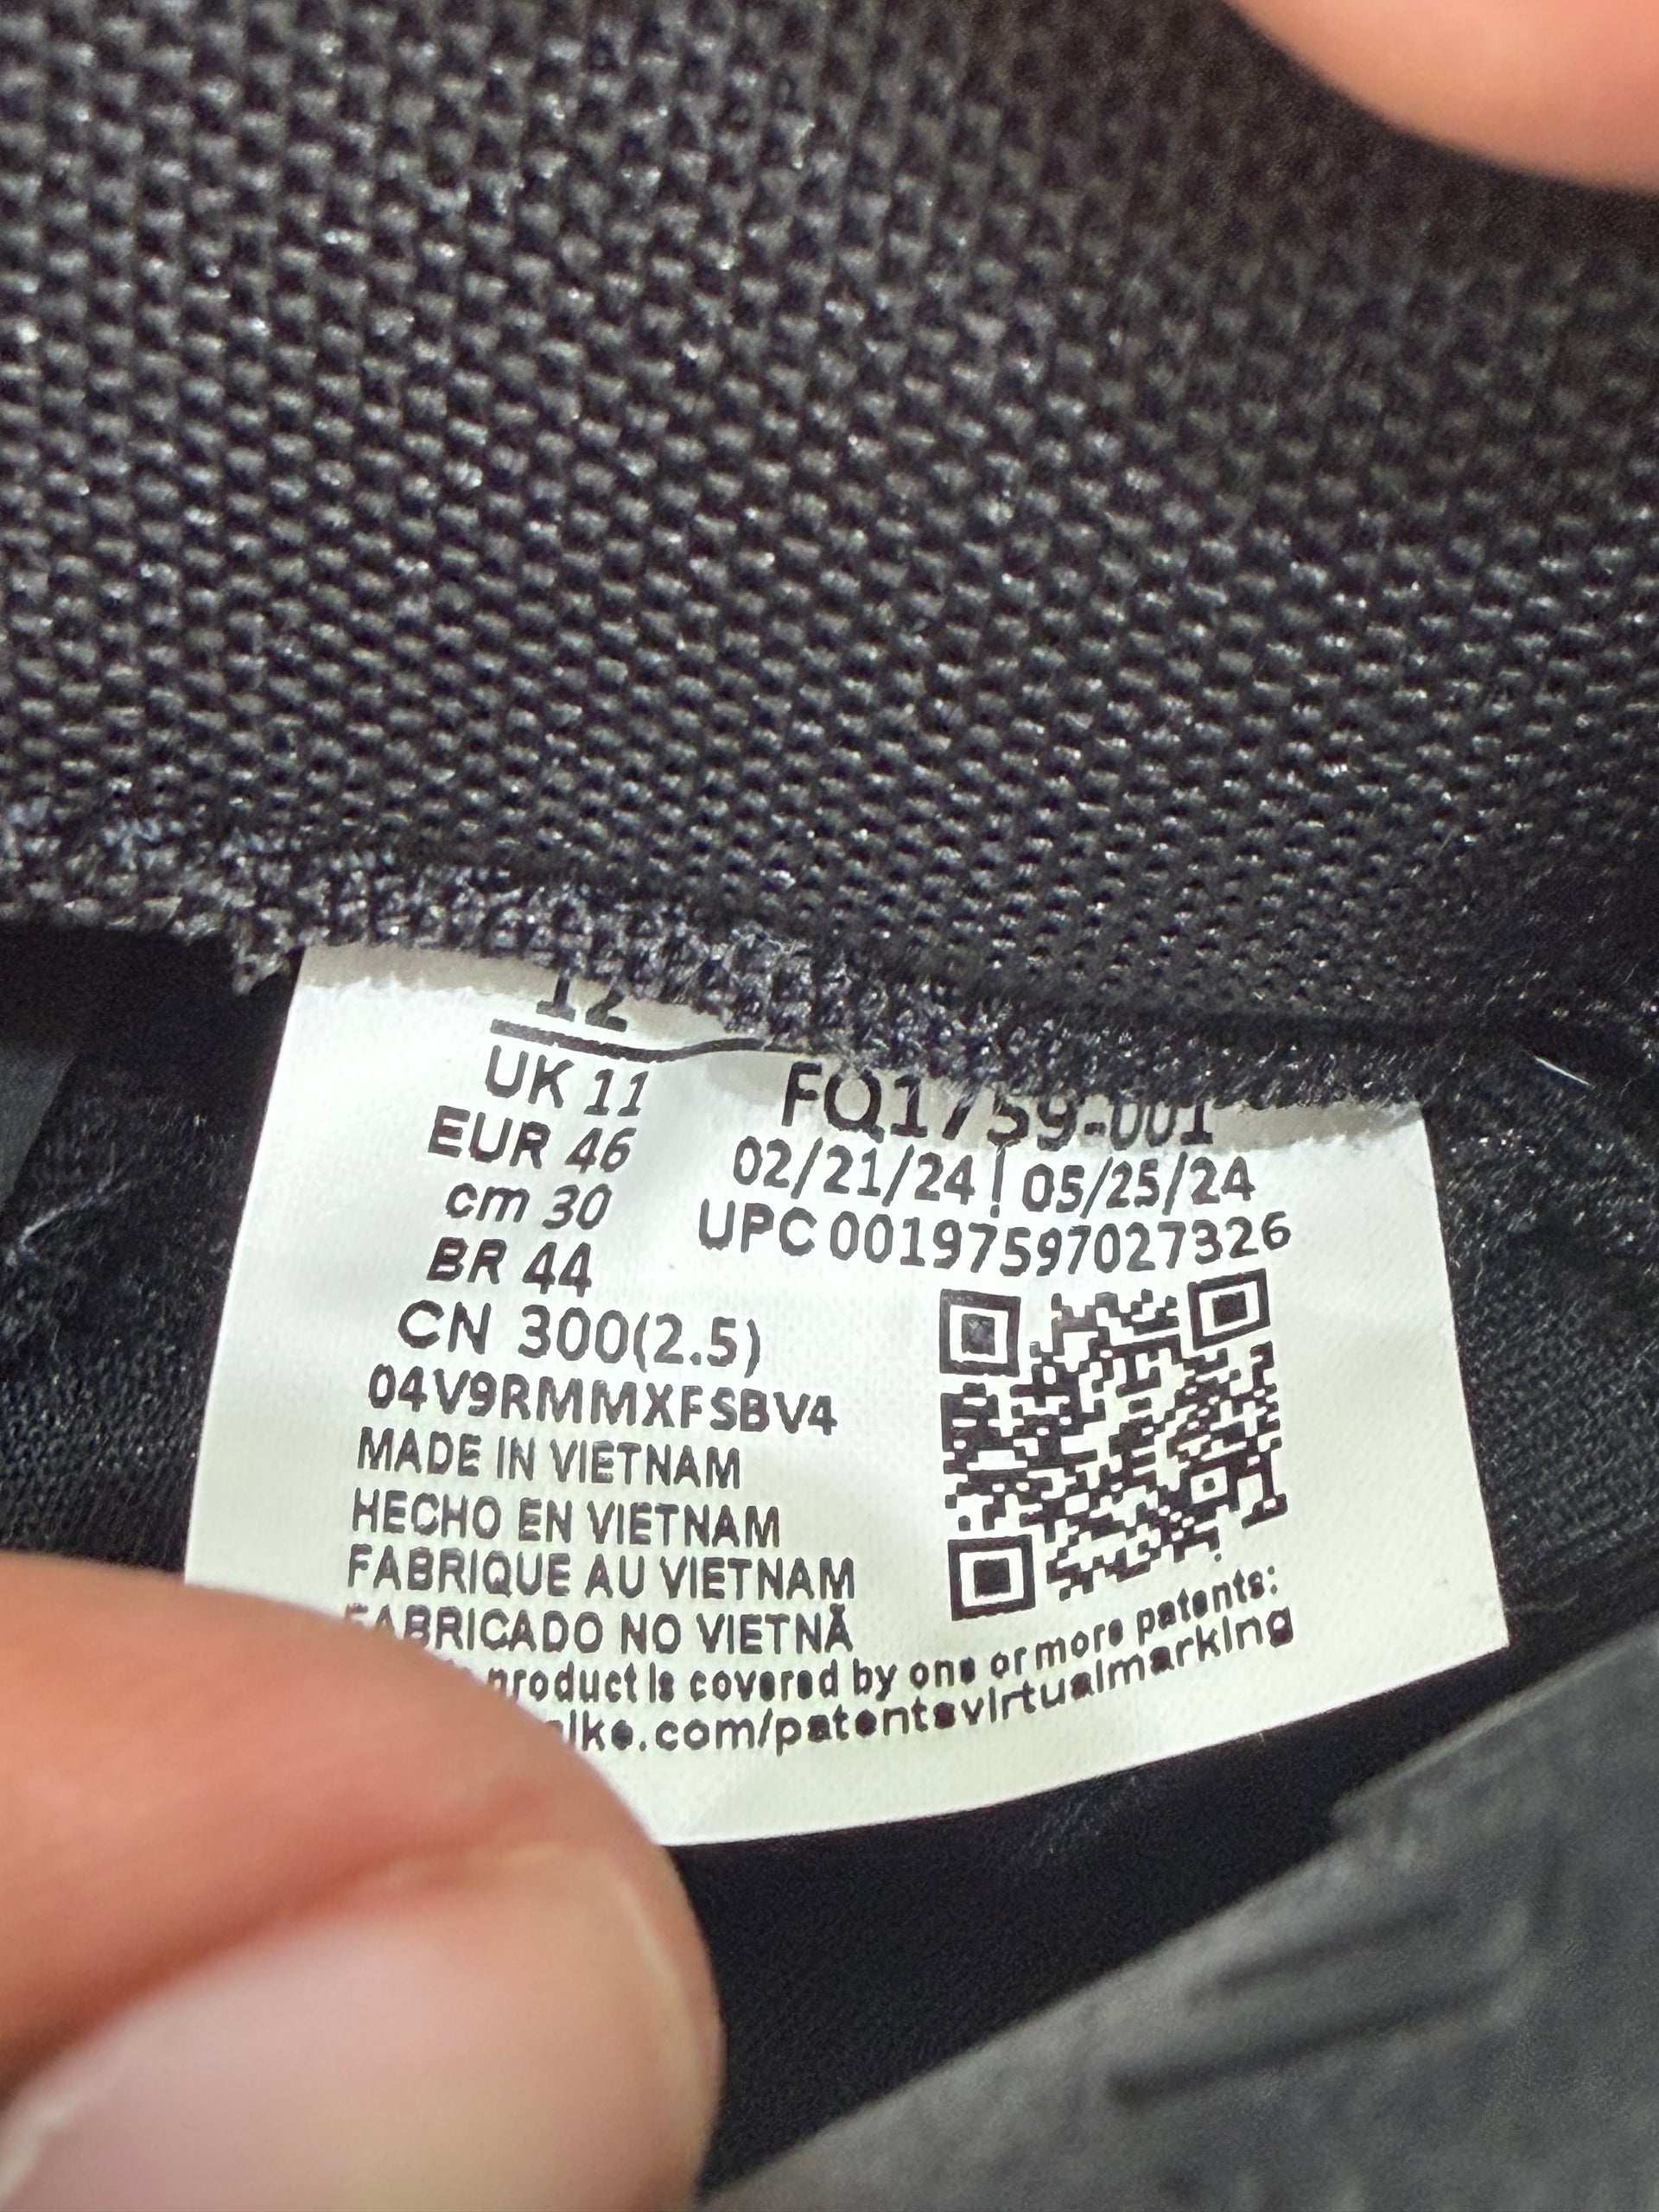 12
UK 11
EUR 46
cm 30
BR 44
CN 300(2.5)
04V9RMMXFSBV4
MADE IN VIETNAM
HECHO EN VIETNAM
FABRIQUE AU VIETNAM
FABRICADO NO VIETNÃ
FQ1759-001
02/21/24 | 05/25/24
UPC 00197597027326
product is covered by one or more patents:
.com/patentsvirtualmarking